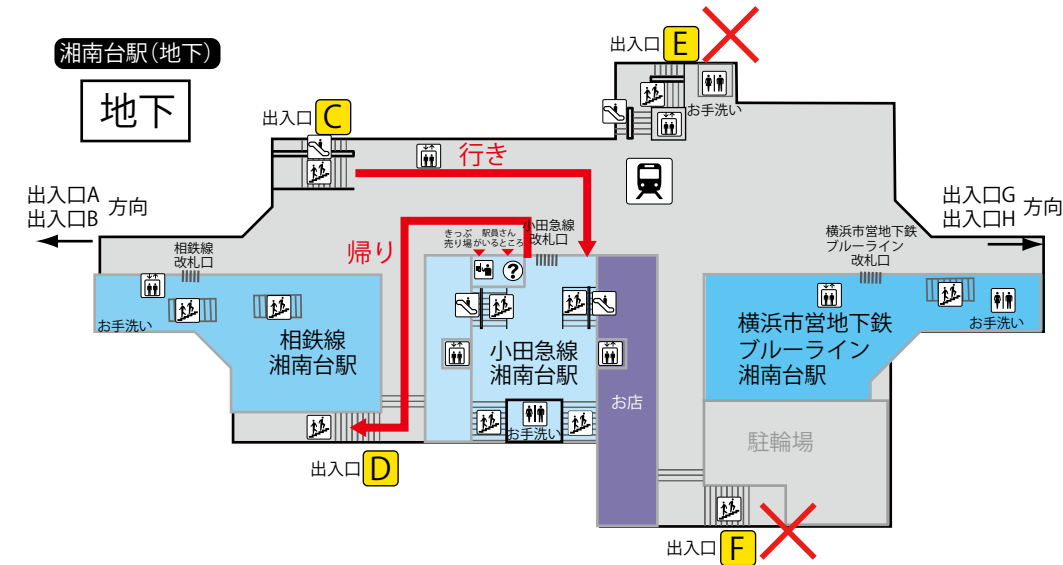 湘南台駅（地下）
地下
出入口 E
お手洗い
出入口 C
行き
出入口A
出入口B
方向
出入口G
出入口H
方向
相鉄線
改札口
帰り
きっぷ
売り場
駅員さん
がいるところ
小田急線
改札口
横浜市営地下鉄
ブルーライン
改札口
?
お手洗い
相鉄線
湘南台駅
小田急線
湘南台駅
横浜市営地下鉄
ブルーライン
湘南台駅
お手洗い
お店
お手洗い
駐輪場
出入口 D
出入口 F